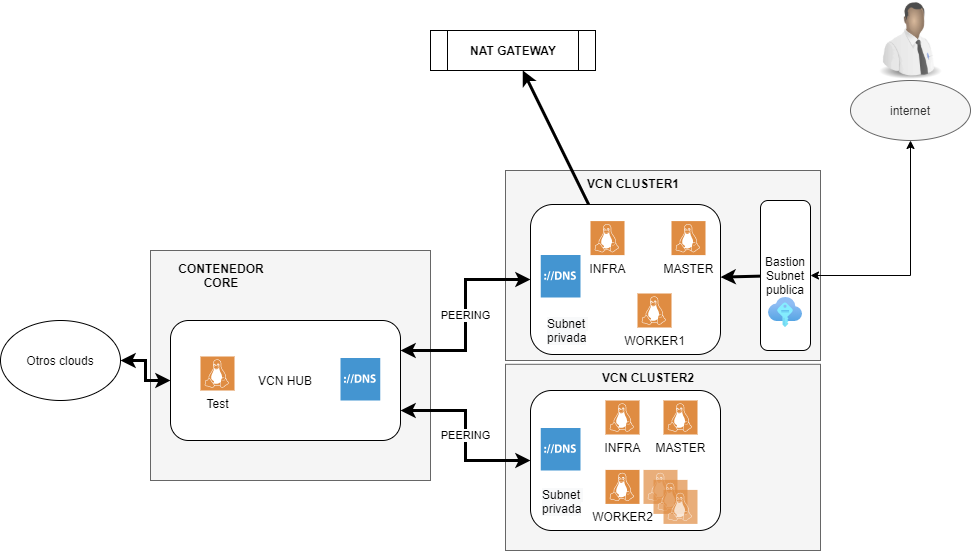 NAT GATEWAY
internet
VCN CLUSTER1
INFRA
MASTER
://DNS
Subnet
privada
WORKER1
Bastion
Subnet
publica
CONTENEDOR
CORE
PEERING
Otros clouds
Test
VCN HUB
://DNS
PEERING
VCN CLUSTER2
INFRA
MASTER
://DNS
Subnet
privada
WORKER2